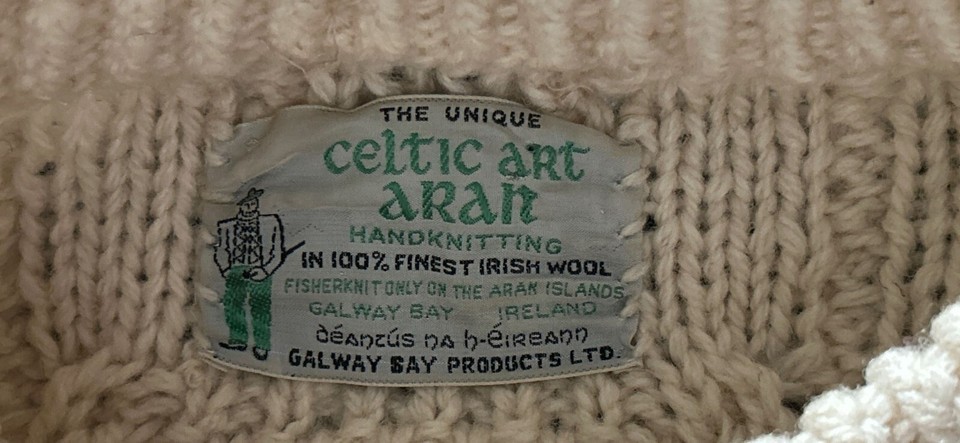 THE UNIQUE
Celtic Art
Aran
HANDKNITTING
IN 100% FINEST IRISH WOOL
FISHERKNIT ONLY ON THE ARAN ISLANDS
GALWAY BAY IRELAND
déantús na h-Éireann
GALWAY BAY PRODUCTS LTD.